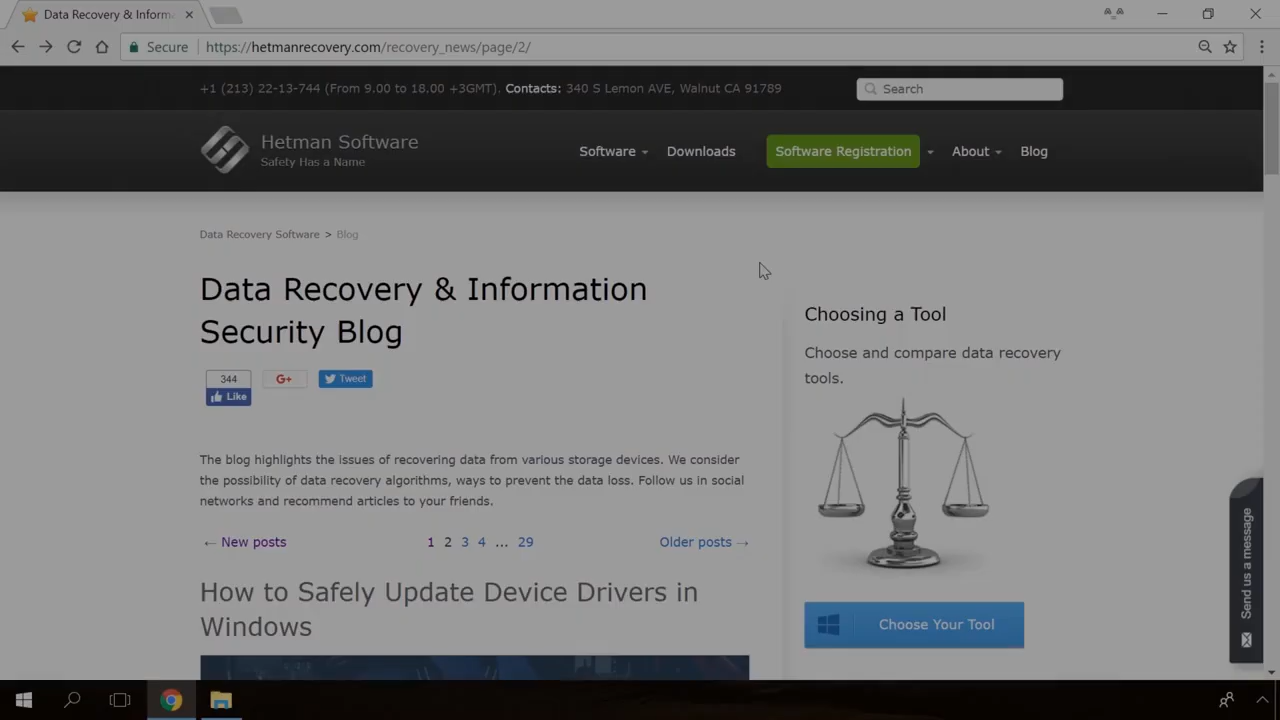 Data Recovery & Inform
Secure
https://hetmanrecovery.com/recovery_news/page/2/
+1 (213) 22-13-744 (From 9.00 to 18.00 +3GMT). Contacts: 340 S Lemon AVE, Walnut CA 91789
Search
Hetman Software
Safety Has a Name
Software
Downloads
Software Registration
About
Blog
Data Recovery Software > Blog
Data Recovery & Information
Security Blog
344
Like
G+
Tweet
The blog highlights the issues of recovering data from various storage devices. We consider
the possibility of data recovery algorithms, ways to prevent the data loss. Follow us in social
networks and recommend articles to your friends.
← New posts
1 2 3 4 ... 29
Older posts →
How to Safely Update Device Drivers in
Windows
Choosing a Tool
Choose and compare data recovery
tools.
Choose Your Tool
Send us a message